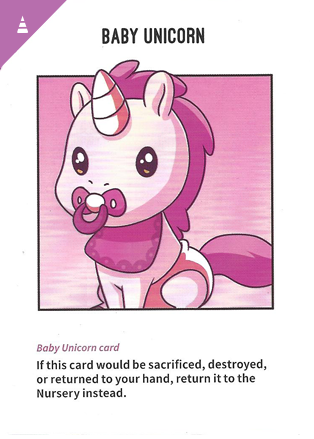 BABY UNICORN
Baby Unicorn card
If this card would be sacrificed, destroyed,
or returned to your hand, return it to the
Nursery instead.